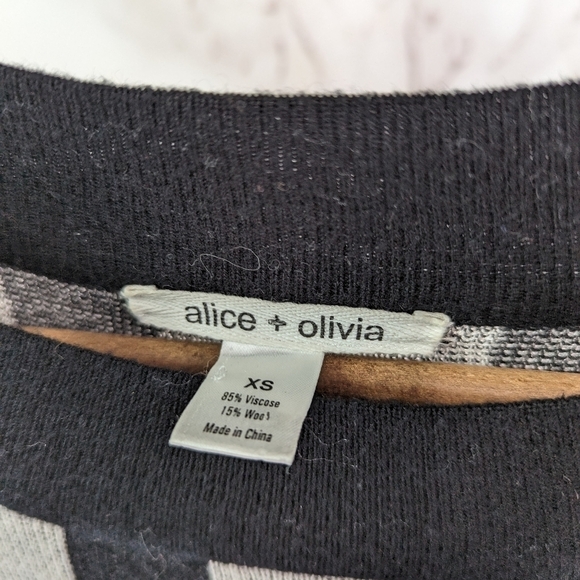 alice + olivia
XS
85% Viscose
15% Wool
Made in China